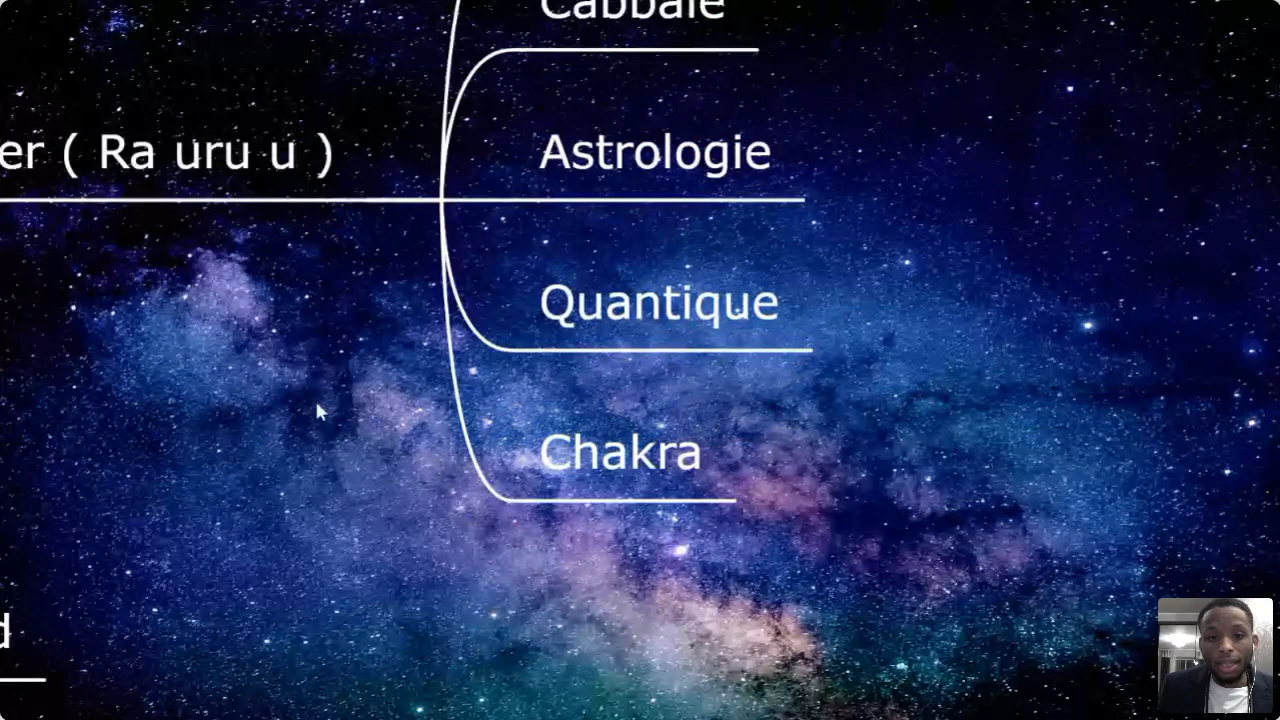 Cabbale
er ( Ra uru u )
Astrologie
Quantique
Chakra
d